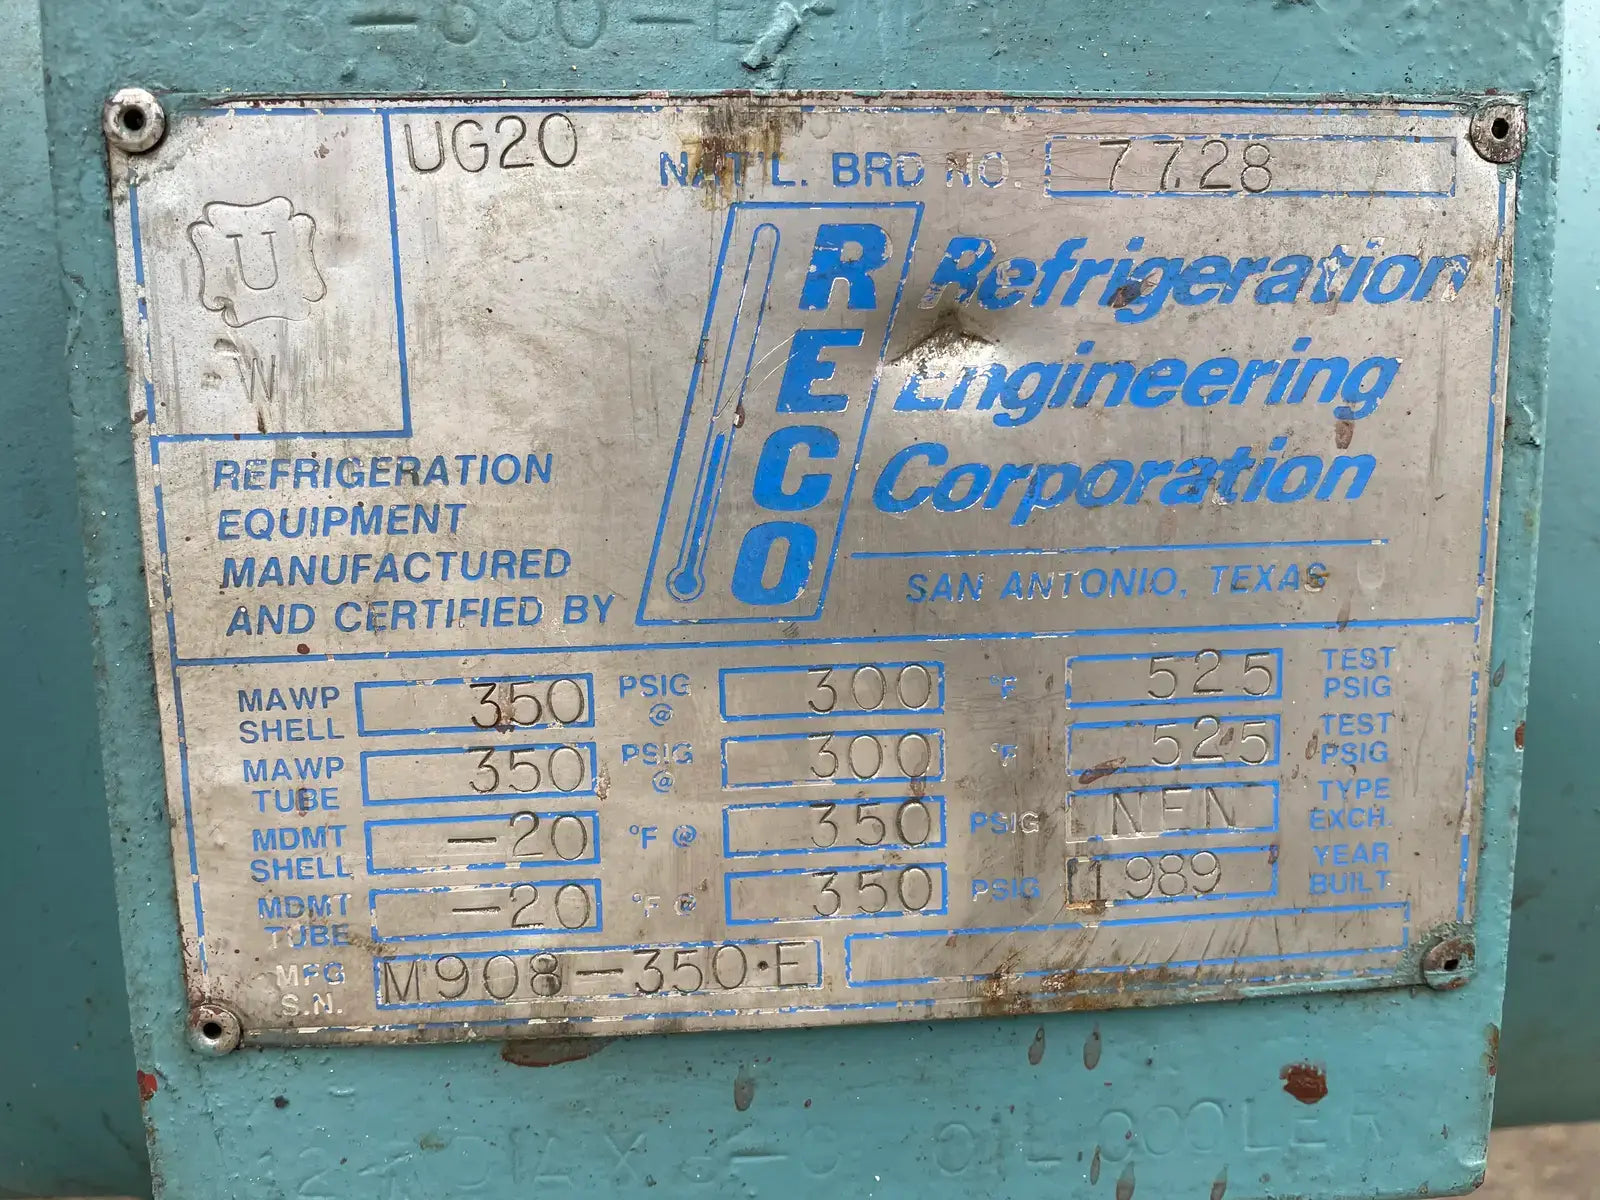 UG20
NAT'L. BRD NO. 7728
U
W
RECO
Refrigeration
Engineering
Corporation
SAN ANTONIO, TEXAS
REFRIGERATION
EQUIPMENT
MANUFACTURED
AND CERTIFIED BY
MAWP SHELL 350 PSIG @ 300 °F 525 TEST PSIG
MAWP TUBE 350 PSIG @ 300 °F 525 TEST PSIG
MDMT SHELL -20 °F @ 350 PSIG NEN TYPE EXCH.
MDMT TUBE -20 °F @ 350 PSIG 1989 YEAR BUILT
MFG S.N. M908-350·E
OIL COOLER